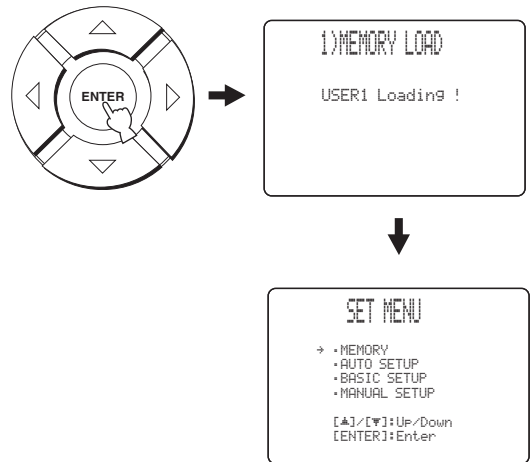 ENTER
1)MEMORY LOAD
USER1 Loading !
SET MENU
→ .MEMORY
.AUTO SETUP
.BASIC SETUP
.MANUAL SETUP
[▲]/[▼]:Up/Down
[ENTER]:Enter